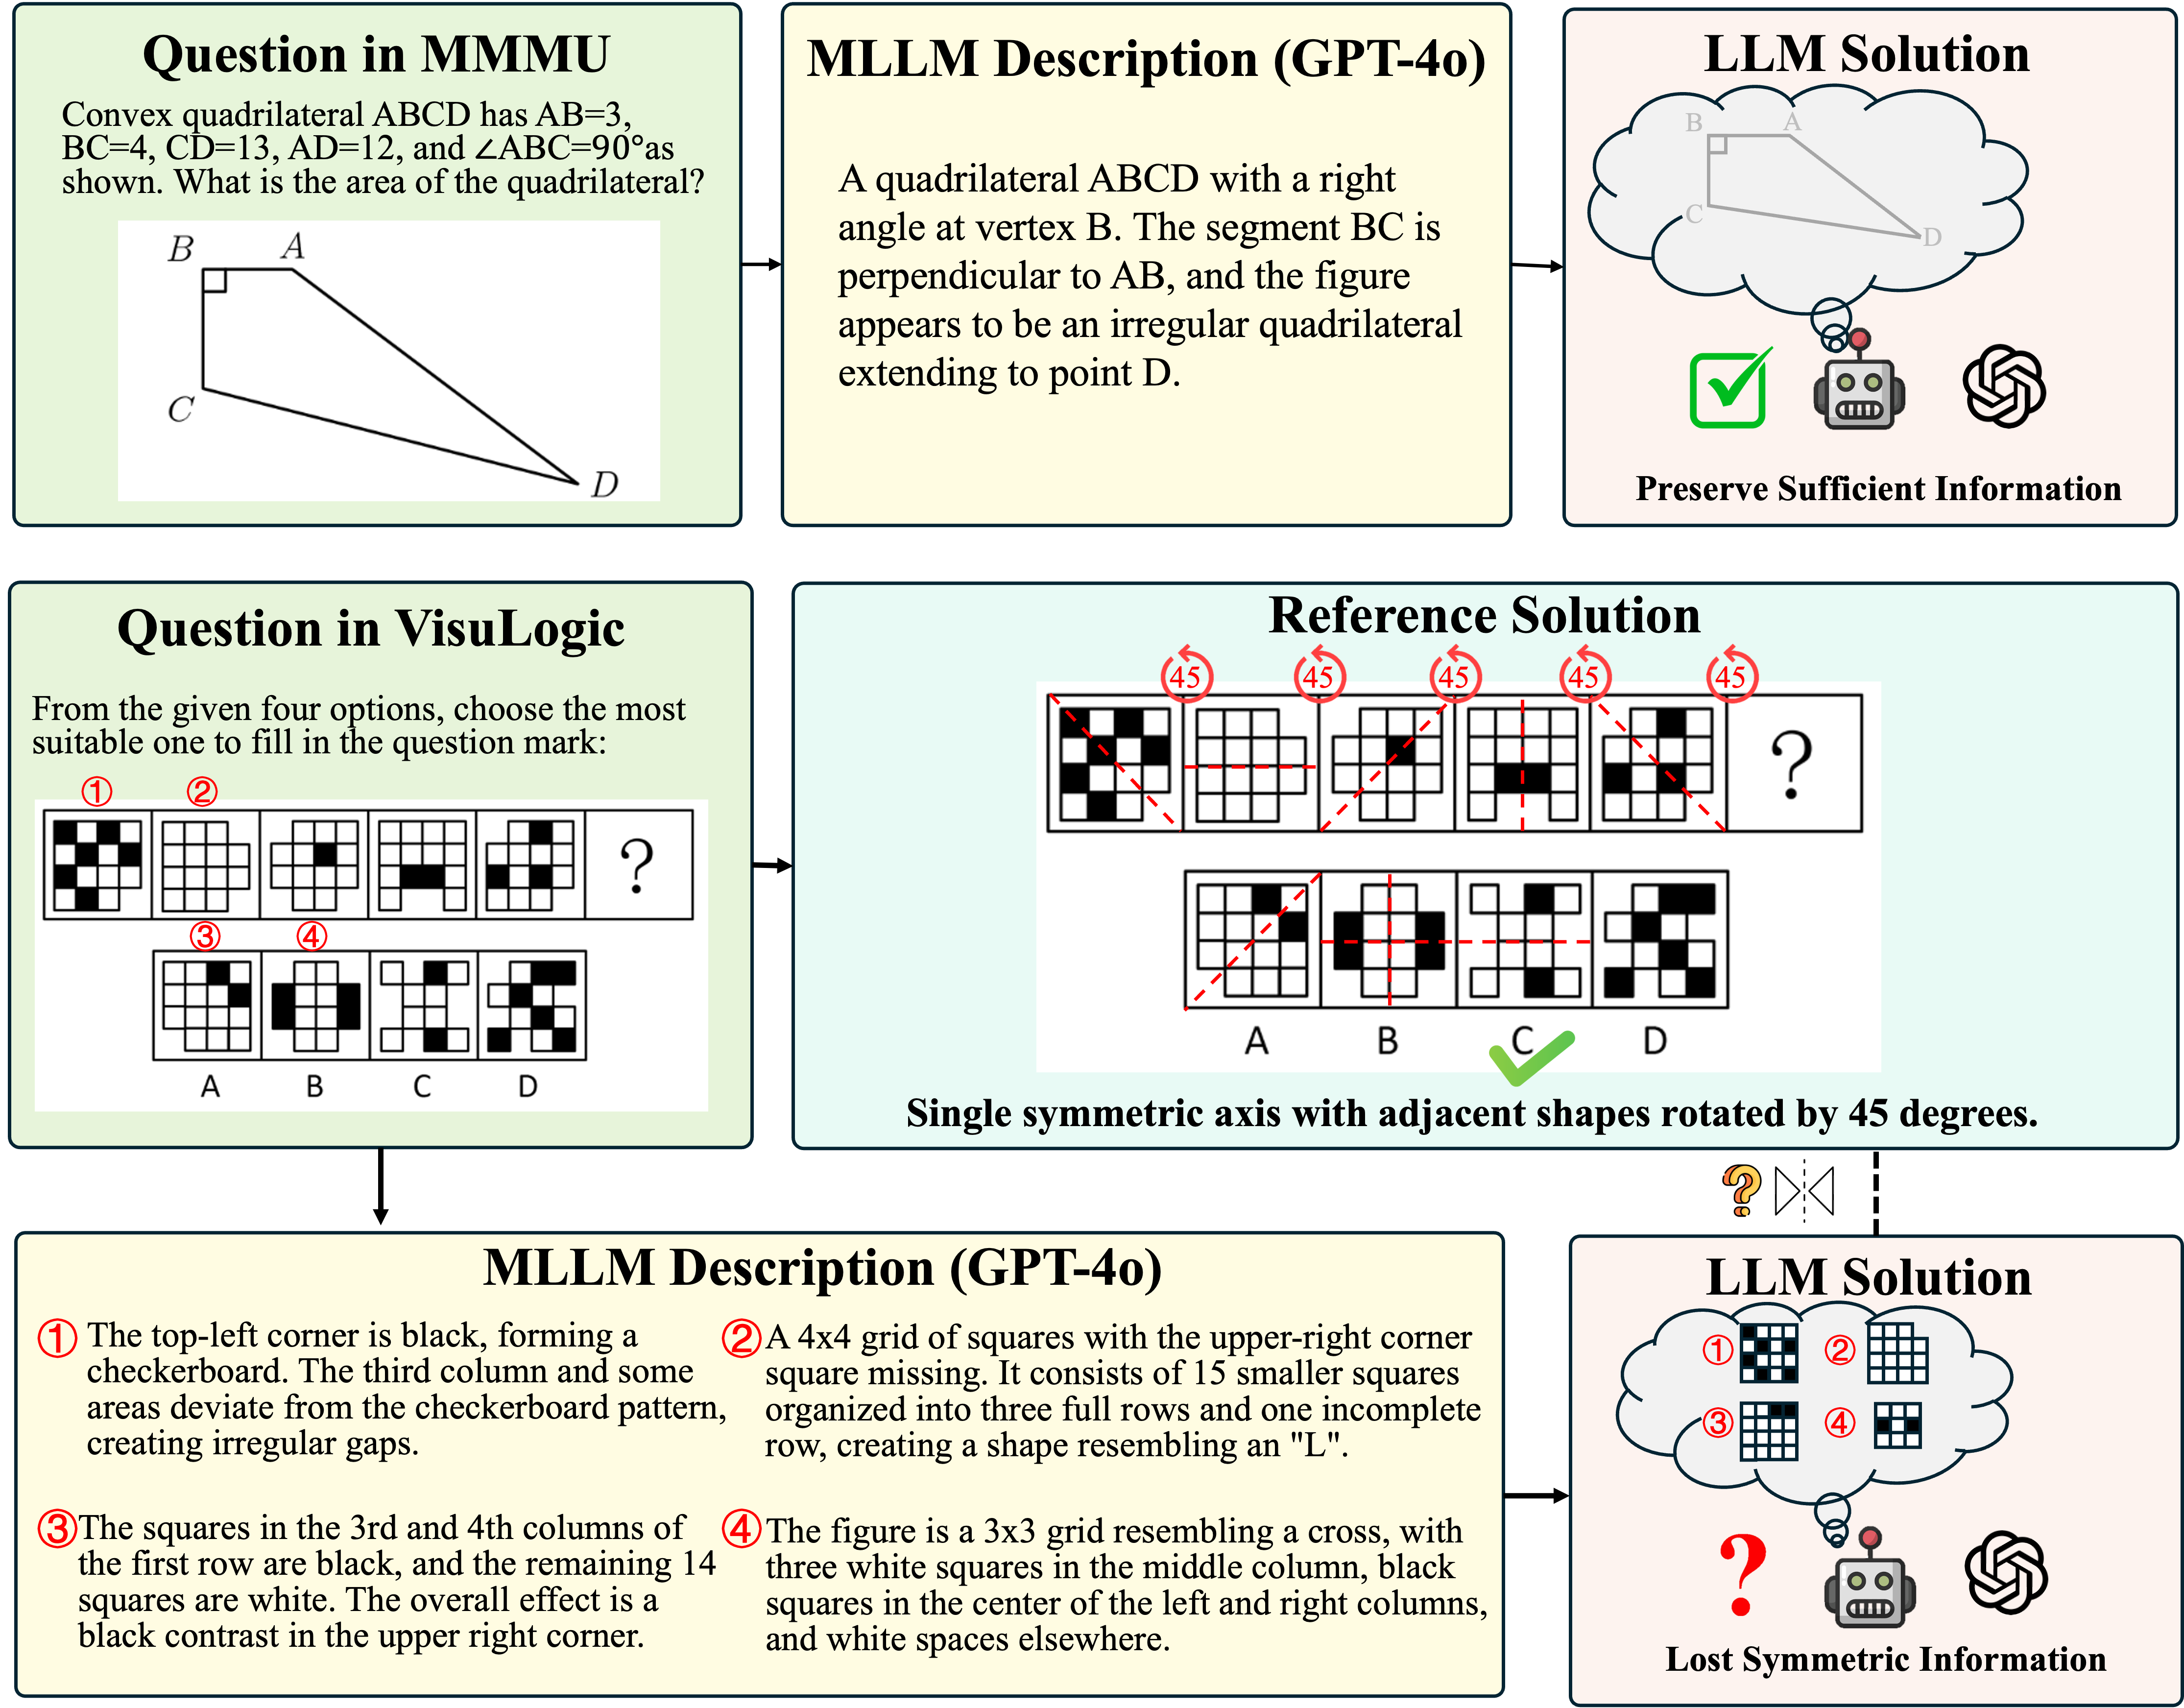 Question in MMMU
Convex quadrilateral ABCD has AB=3,
BC=4, CD=13, AD=12, and ∠ABC=90°as
shown. What is the area of the quadrilateral?
B
A
C
D
MLLM Description (GPT-4o)
A quadrilateral ABCD with a right
angle at vertex B. The segment BC is
perpendicular to AB, and the figure
appears to be an irregular quadrilateral
extending to point D.
LLM Solution
B
A
C
D
Preserve Sufficient Information
Question in VisuLogic
From the given four options, choose the most
suitable one to fill in the question mark:
① ②
?
③ ④
A B C D
Reference Solution
45 45 45 45 45
?
A B C D
Single symmetric axis with adjacent shapes rotated by 45 degrees.
?
MLLM Description (GPT-4o)
① The top-left corner is black, forming a
checkerboard. The third column and some
areas deviate from the checkerboard pattern,
creating irregular gaps.
② A 4x4 grid of squares with the upper-right corner
square missing. It consists of 15 smaller squares
organized into three full rows and one incomplete
row, creating a shape resembling an "L".
③ The squares in the 3rd and 4th columns of
the first row are black, and the remaining 14
squares are white. The overall effect is a
black contrast in the upper right corner.
④ The figure is a 3x3 grid resembling a cross, with
three white squares in the middle column, black
squares in the center of the left and right columns,
and white spaces elsewhere.
LLM Solution
① ②
③ ④
?
Lost Symmetric Information